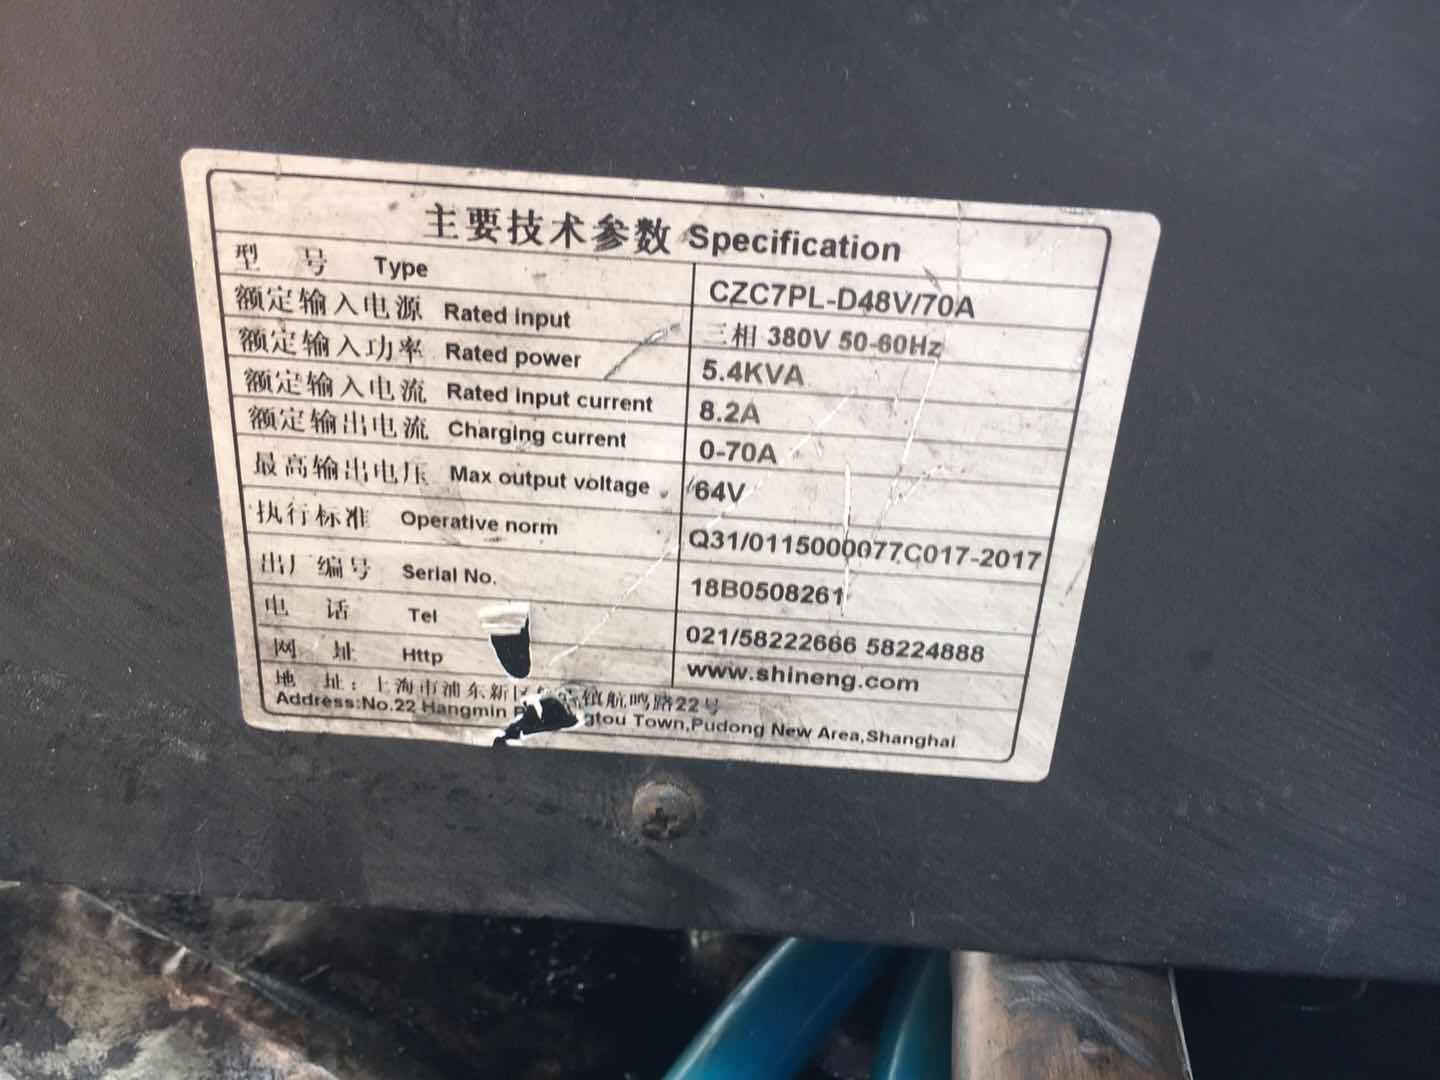 主要技术参数 Specification
型 号 Type CZC7PL-D48V/70A
额定输入电源 Rated input 三相 380V 50-60Hz
额定输入功率 Rated power 5.4KVA
额定输入电流 Rated input current 8.2A
额定输出电流 Charging current 0-70A
最高输出电压 Max output voltage 64V
执行标准 Operative norm Q31/0115000077C017-2017
出厂编号 Serial No. 18B0508261
电 话 Tel 021/58222666 58224888
网 址 Http www.shineng.com
地 址：上海市浦东新区 镇航鸣路22号
Address:No.22 Hangmin Town,Pudong New Area,Shanghai